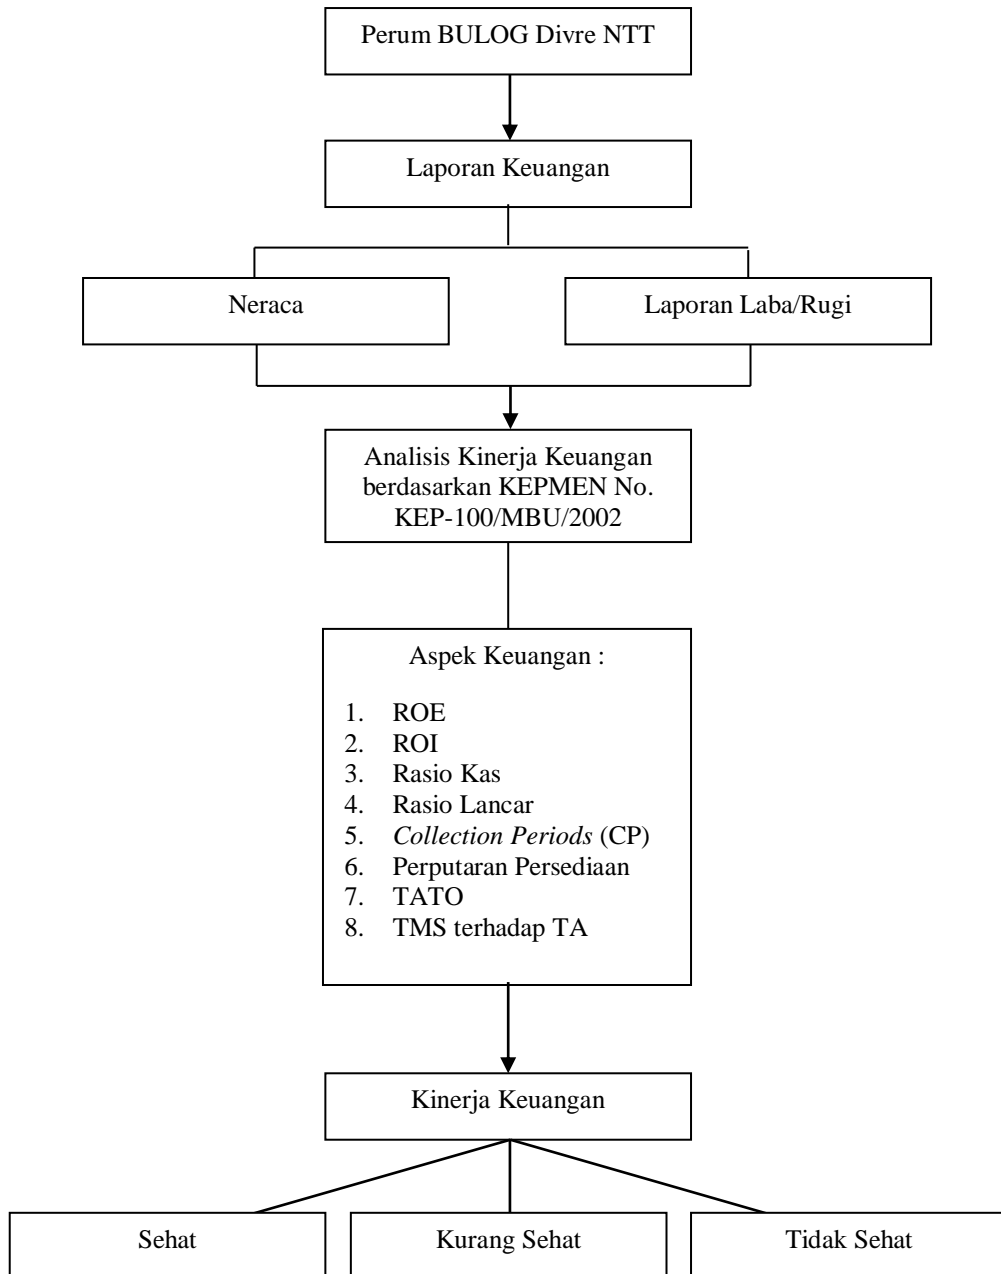 Perum BULOG Divre NTT
Laporan Keuangan
Neraca
Laporan Laba/Rugi
Analisis Kinerja Keuangan
berdasarkan KEPMEN No.
KEP-100/MBU/2002
Aspek Keuangan :
1. ROE
2. ROI
3. Rasio Kas
4. Rasio Lancar
5. Collection Periods (CP)
6. Perputaran Persediaan
7. TATO
8. TMS terhadap TA
Kinerja Keuangan
Sehat
Kurang Sehat
Tidak Sehat